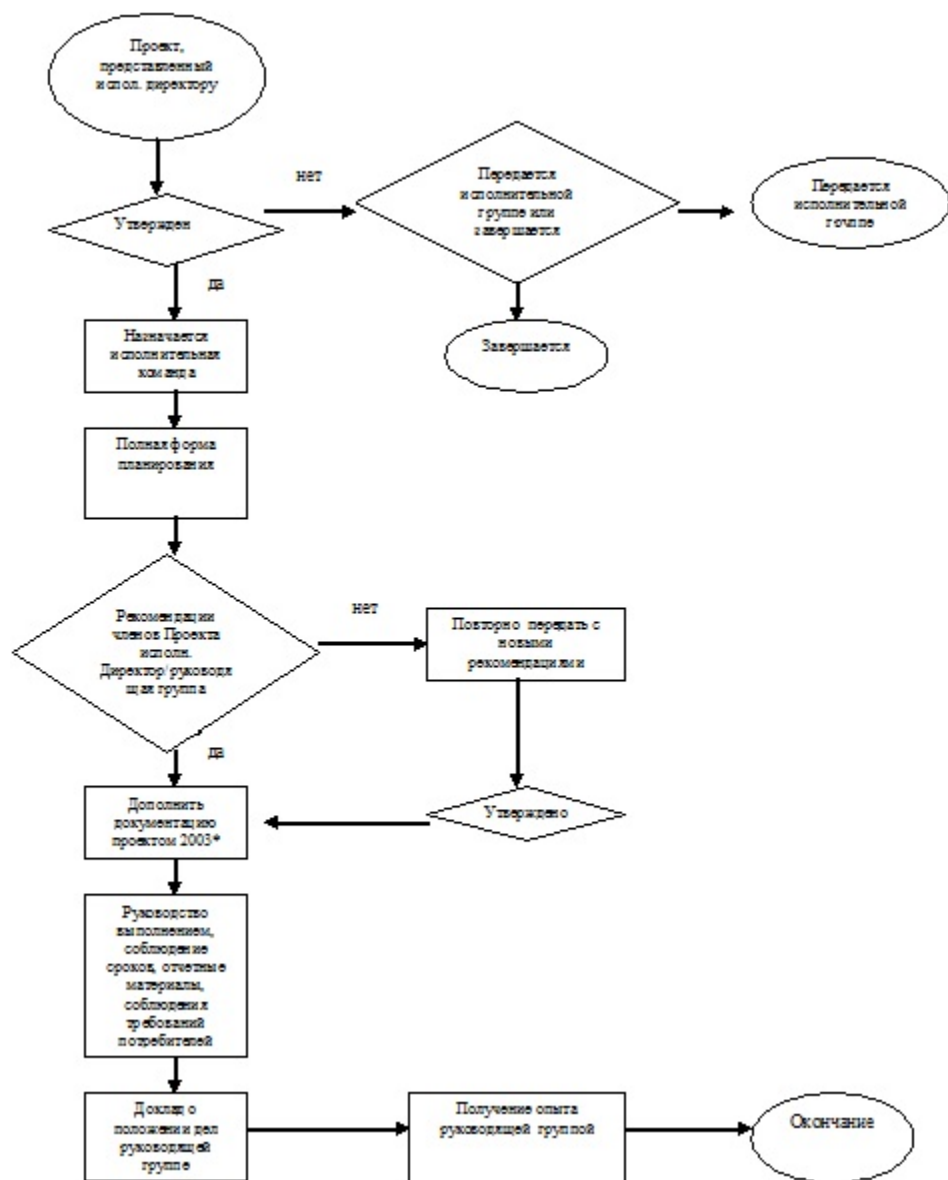 Проект,
представленный
испол. директору
нет
Передается
исполнительной
группе или
завершается
Передается
исполнительной
группе
Утвержден
да
Назначается
исполнительная
команда
Завершается
Полная форма
планирования
Рекомендации
членов Проекта
исполн.
Директор/руководя
щая группа
нет
Повторно передать с
новыми
рекомендациями
да
Дополнить
документацию
проектом 2003*
Утверждено
Руководство
выполнением,
соблюдение
сроков, отчетные
материалы,
соблюдения
требований
потребителей
Доклад о
положении дел
руководящей
группе
Получение опыта
руководящей группой
Окончание